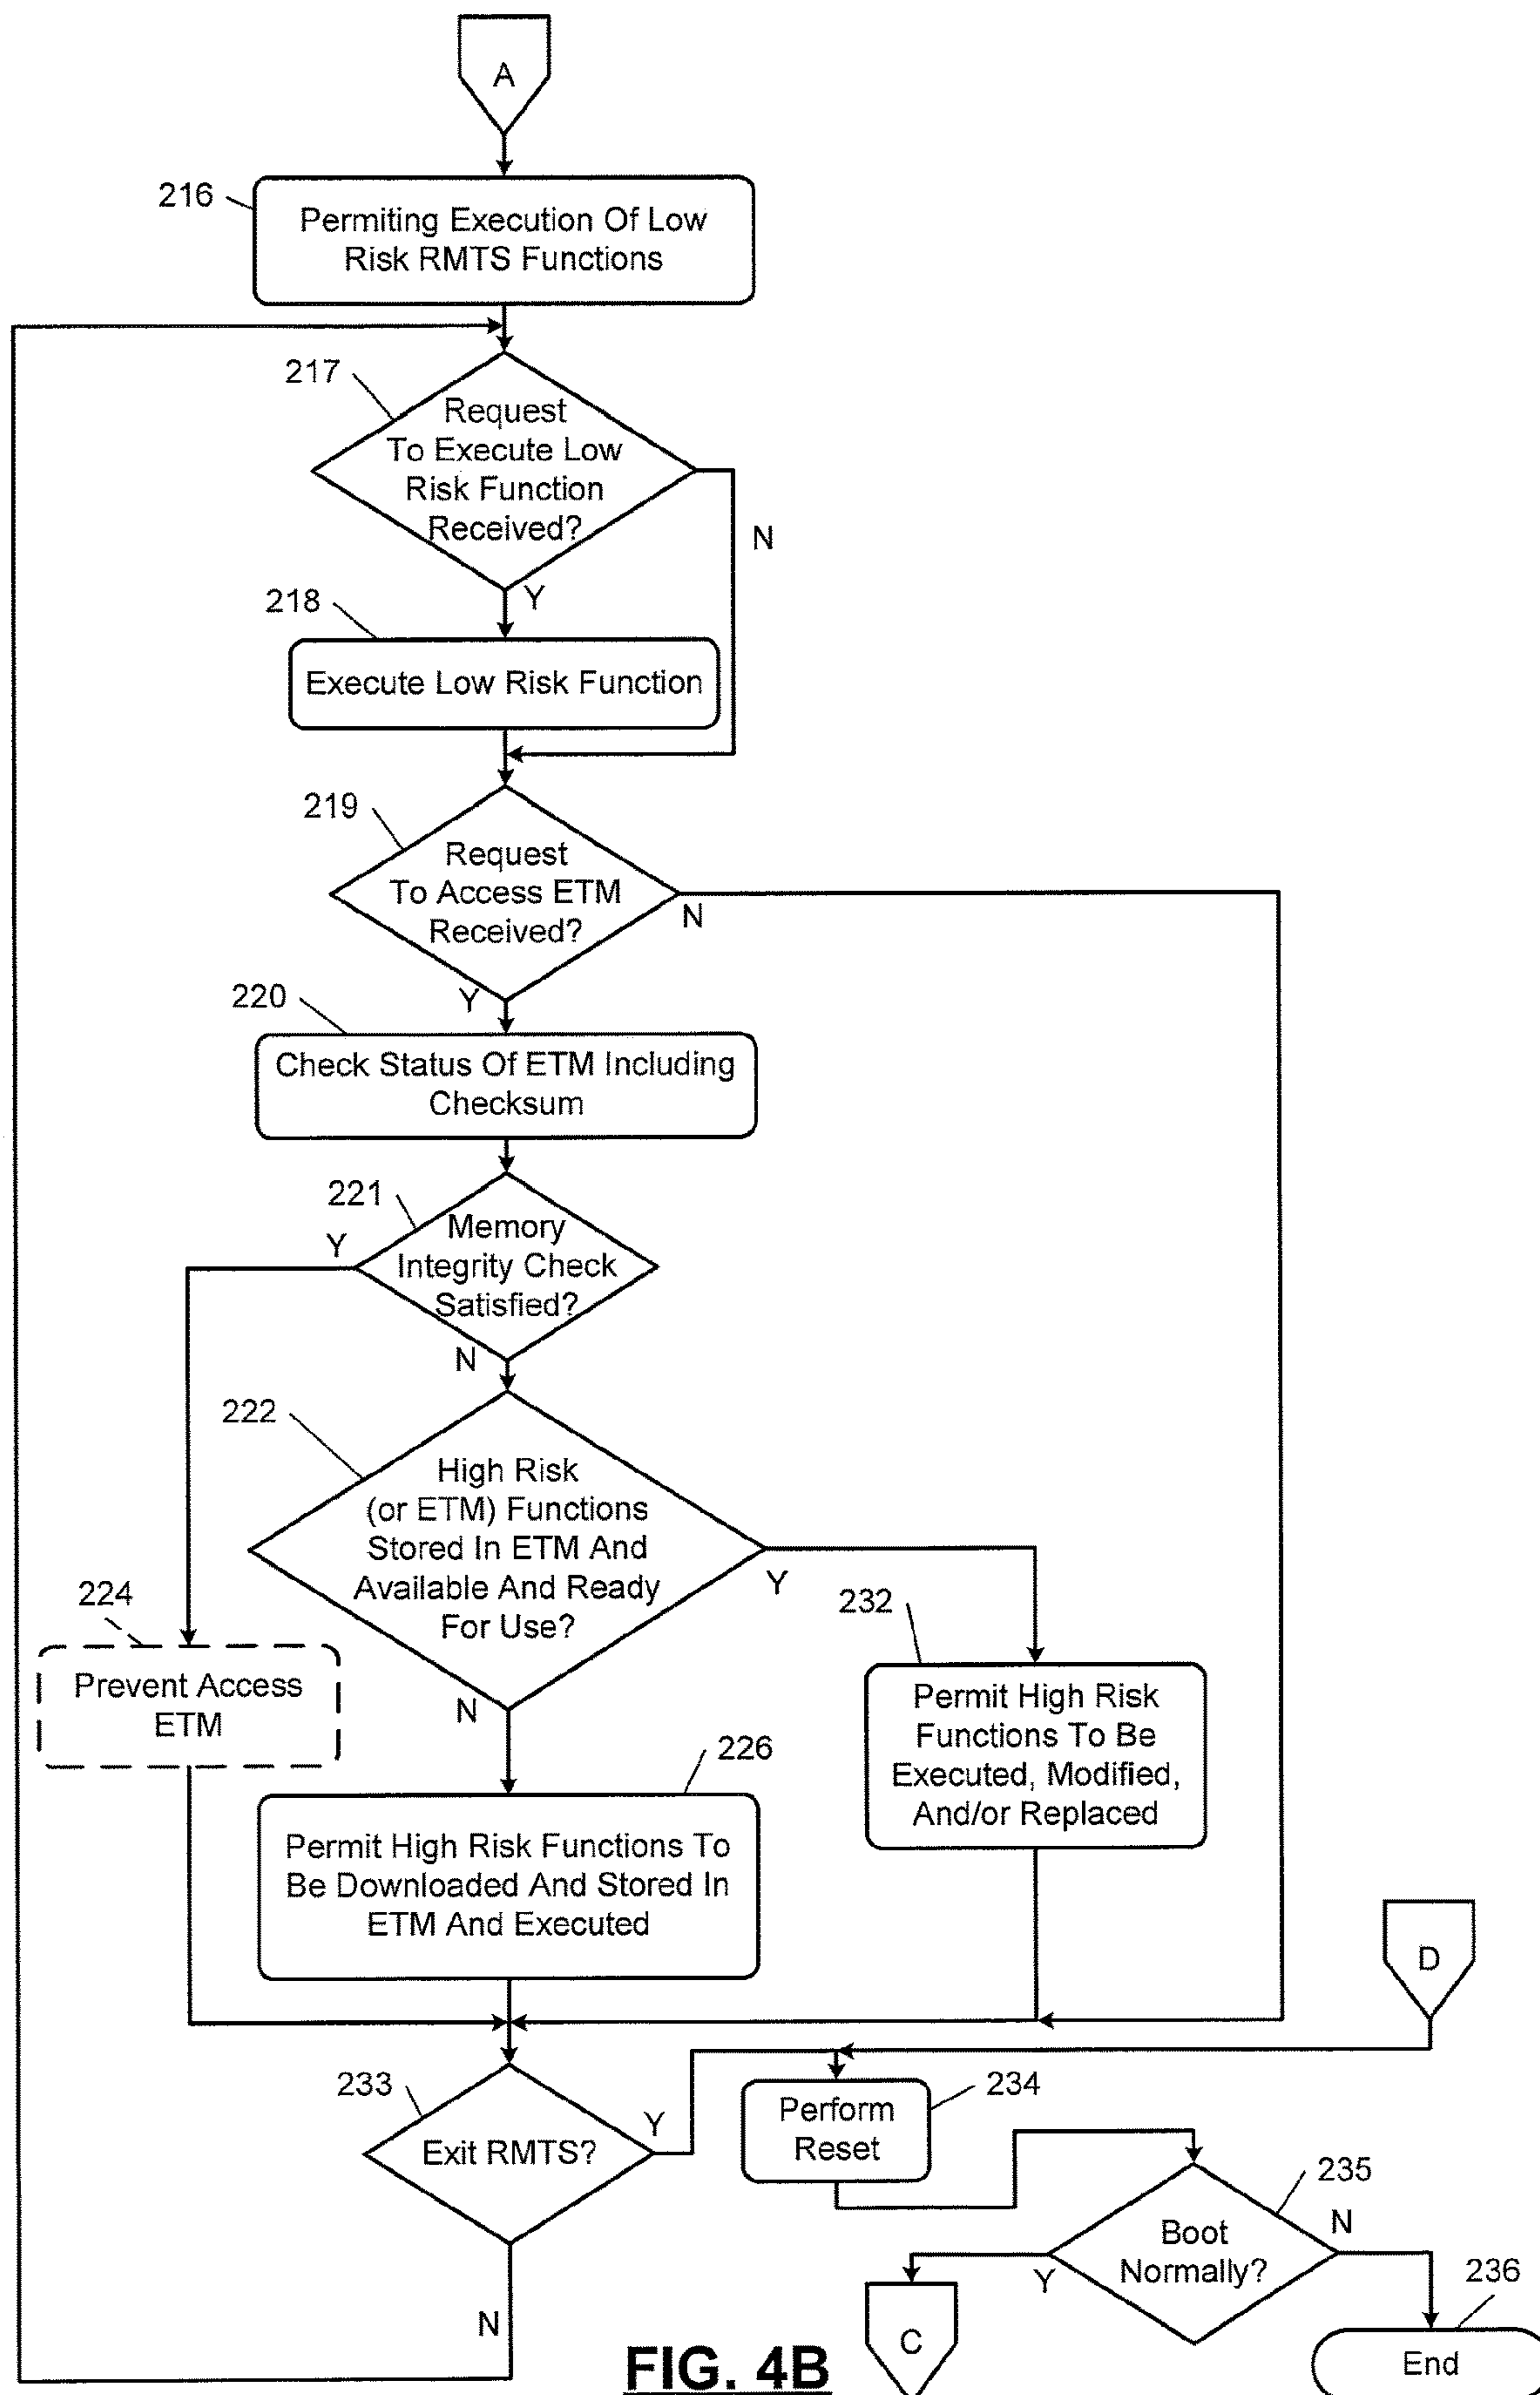 A
216
Permiting Execution Of Low
Risk RMTS Functions
217
Request
To Execute Low
Risk Function
Received?
N
Y
218
Execute Low Risk Function
219
Request
To Access ETM
Received?
N
Y
220
Check Status Of ETM Including
Checksum
221
Memory
Integrity Check
Satisfied?
Y
N
222
High Risk
(or ETM) Functions
Stored In ETM And
Available And Ready
For Use?
Y
N
224
Prevent Access
ETM
232
Permit High Risk
Functions To Be
Executed, Modified,
And/or Replaced
226
Permit High Risk Functions To
Be Downloaded And Stored In
ETM And Executed
D
233
Exit RMTS?
Y
N
234
Perform
Reset
235
Boot
Normally?
N
Y
C
236
End
FIG. 4B